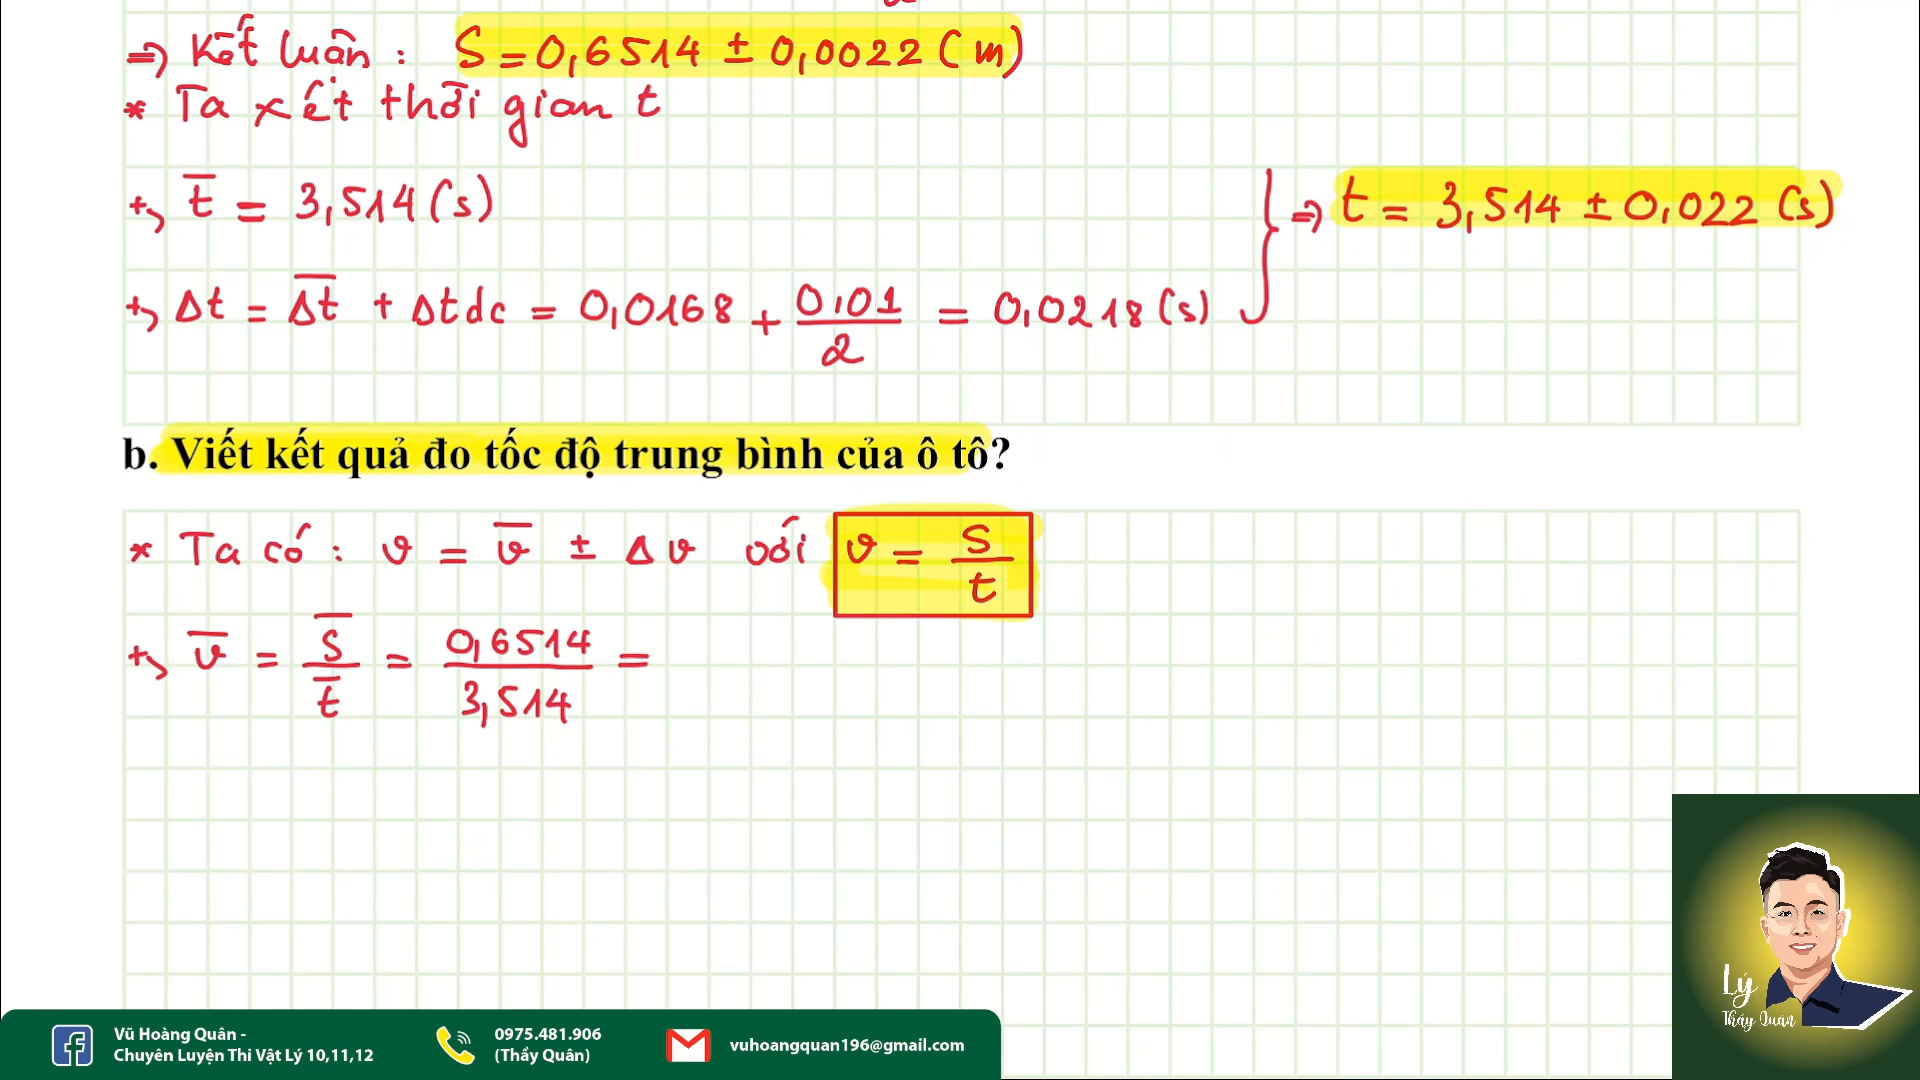 => Kết luận : S = 0,6514 ± 0,0022 (m)
* Ta xét thời gian t
+, t̅ = 3,514 (s)
=> t = 3,514 ± 0,022 (s)
+, Δt = Δt̅ + Δtdc = 0,0168 + 0,01/2 = 0,0218 (s)
b. Viết kết quả đo tốc độ trung bình của ô tô?
* Ta có : v = v̅ ± Δv với v = S/t
+, v̅ = s̅/t̅ = 0,6514/3,514 =
Lý
Thầy Quân
Vũ Hoàng Quân -
Chuyên Luyện Thi Vật Lý 10,11,12
0975.481.906
(Thầy Quân)
vuhoangquan196@gmail.com